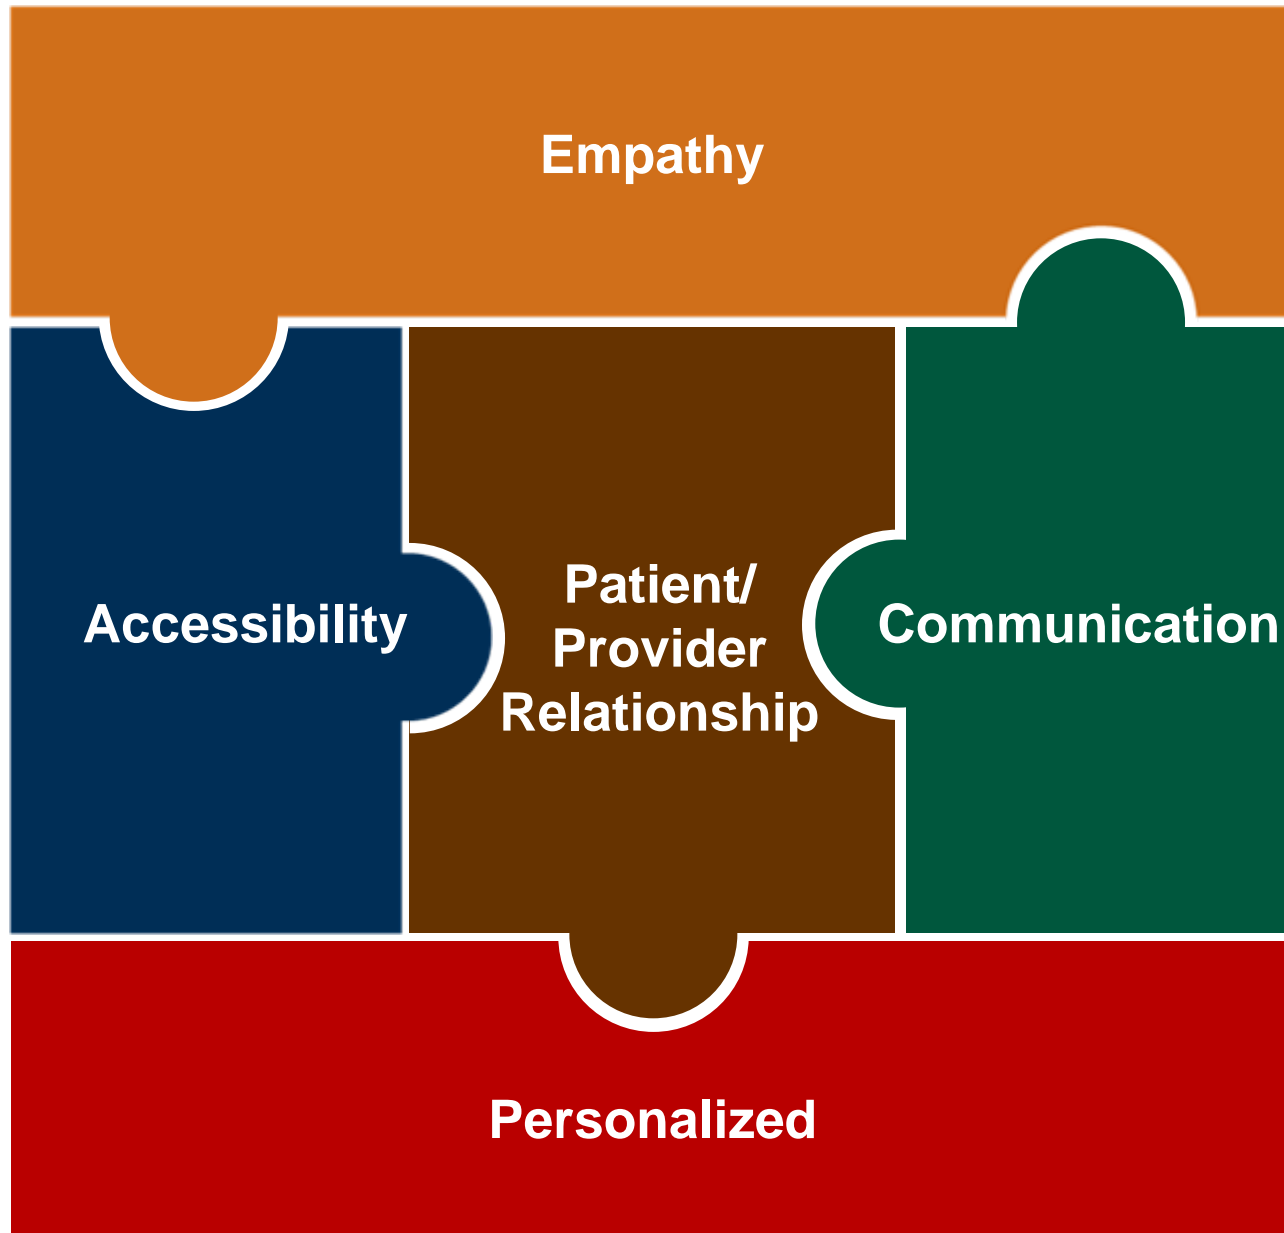 Empathy
Accessibility
Patient/
Provider
Relationship
Communication
Personalized